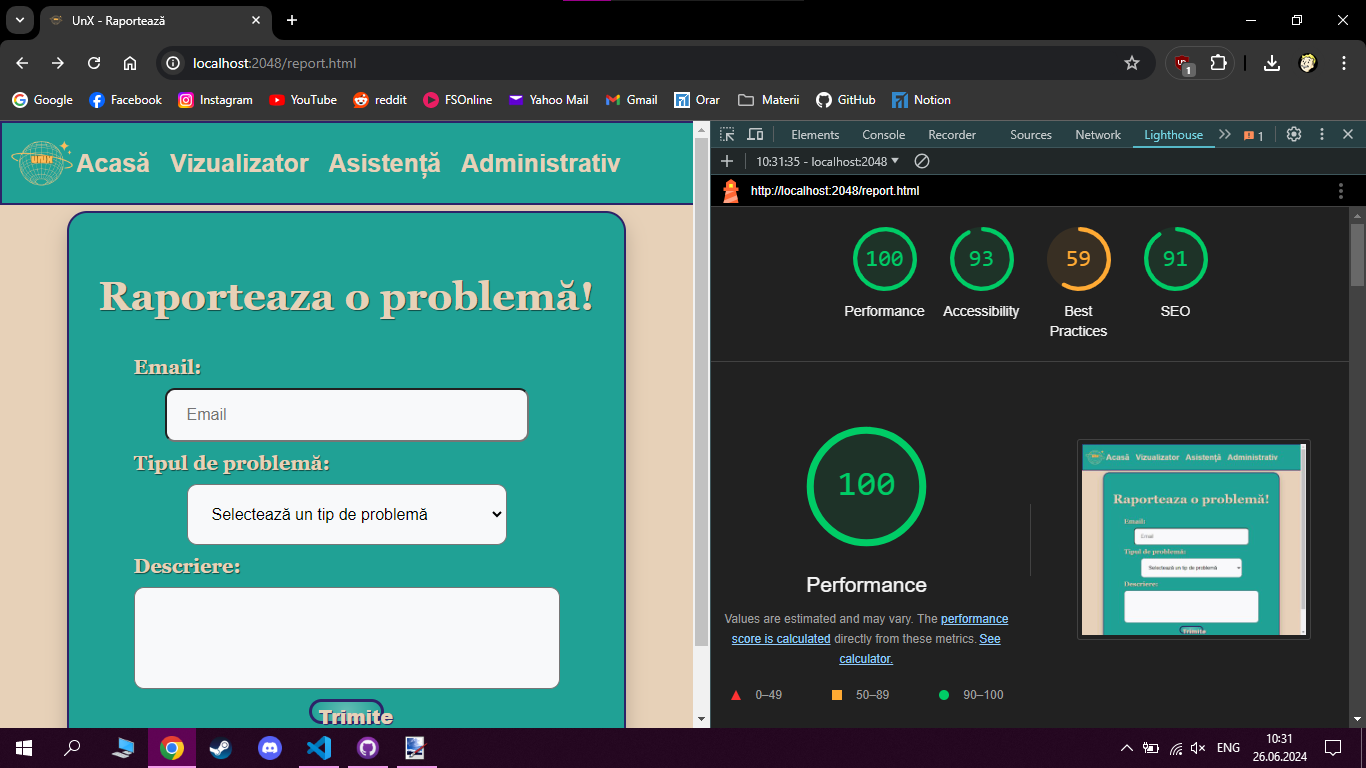 UnX - Raportează
localhost:2048/report.html
1
Google Facebook Instagram YouTube reddit FSOnline Yahoo Mail Gmail Orar Materii GitHub Notion
unx Acasă Vizualizator Asistență Administrativ
Raporteaza o problemă!
Email:
Email
Tipul de problemă:
Selectează un tip de problemă
Descriere:
Trimite
Elements Console Recorder Sources Network Lighthouse 1
10:31:35 - localhost:2048
http://localhost:2048/report.html
100 93 59 91
Performance Accessibility Best Practices SEO
100
Performance
Values are estimated and may vary. The performance
score is calculated directly from these metrics. See
calculator.
0–49 50–89 90–100
Acasă Vizualizator Asistență Administrativ
Raporteaza o problemă!
Email:
Email
Tipul de problemă:
Selectează un tip de problemă
Descriere:
Trimite
ENG
10:31
26.06.2024